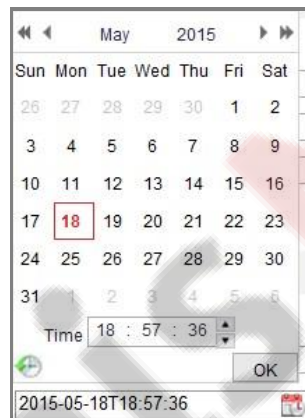 May 2015
Sun Mon Tue Wed Thu Fri Sat
26 27 28 29 30 1 2
3 4 5 6 7 8 9
10 11 12 13 14 15 16
17 18 19 20 21 22 23
24 25 26 27 28 29 30
31 1 2 3 4 5 6
Time 18 : 57 : 36
OK
2015-05-18T18:57:36